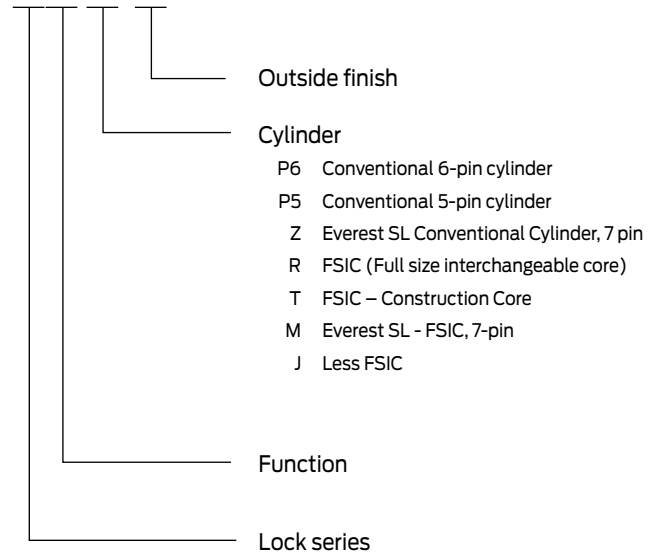 Outside finish
Cylinder
P6 Conventional 6-pin cylinder
P5 Conventional 5-pin cylinder
Z Everest SL Conventional Cylinder, 7 pin
R FSIC (Full size interchangeable core)
T FSIC – Construction Core
M Everest SL - FSIC, 7-pin
J Less FSIC
Function
Lock series